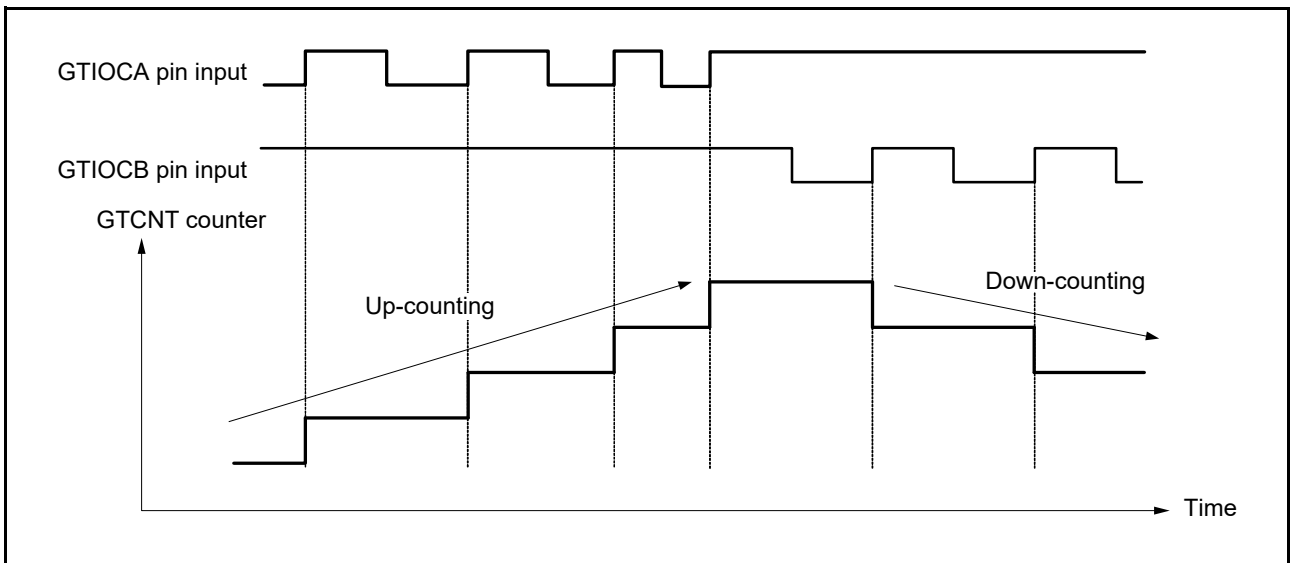 GTIOCA pin input
GTIOCB pin input
GTCNT counter
Up-counting
Down-counting
Time